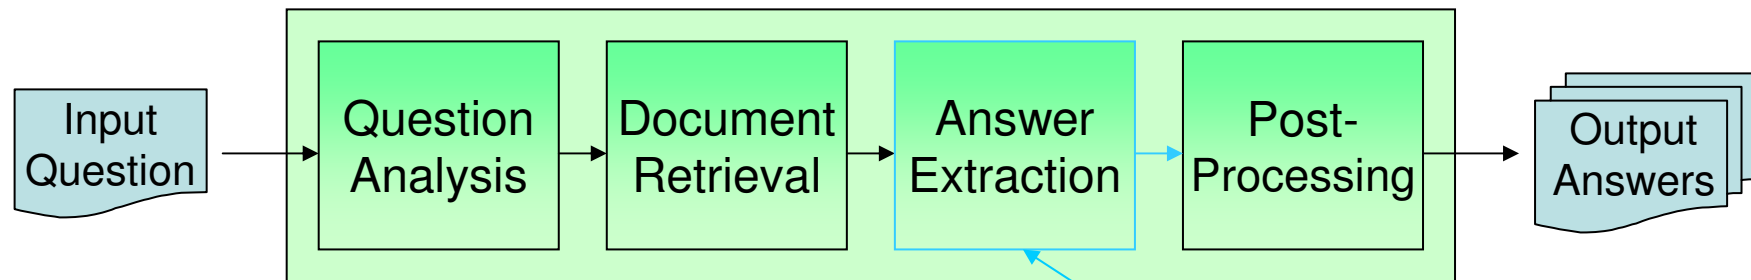 Input
Question
Question
Analysis
Document
Retrieval
Answer
Extraction
Post-
Processing
Output
Answers